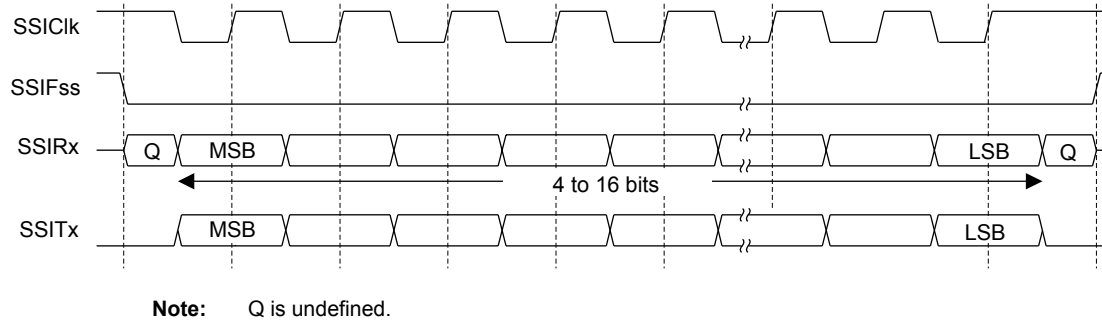 SSIClk
SSIFss
SSIRx Q MSB LSB Q
4 to 16 bits
SSITx MSB LSB
Note: Q is undefined.